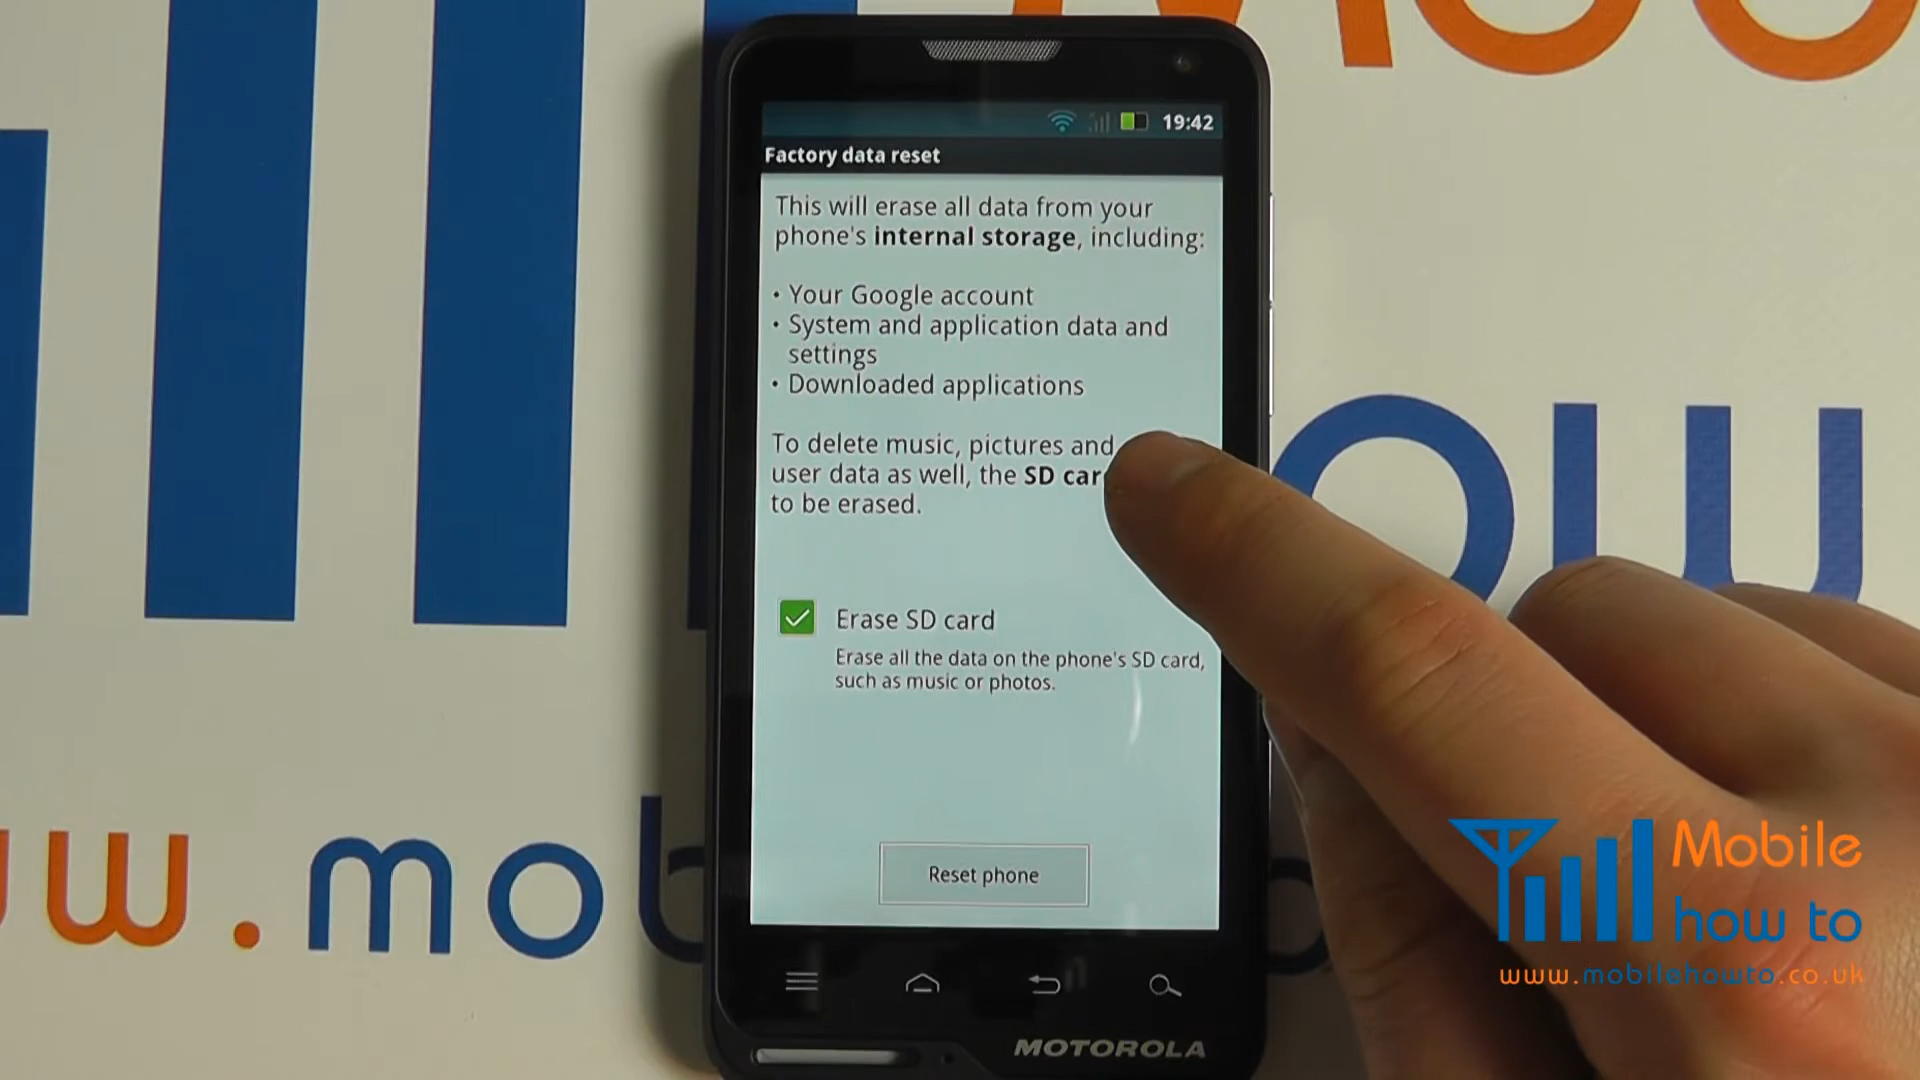 19:42
Factory data reset
This will erase all data from your
phone's internal storage, including:
• Your Google account
• System and application data and
settings
• Downloaded applications
To delete music, pictures and
user data as well, the SD
to be erased.
Erase SD card
Erase all the data on the phone's SD card,
such as music or photos.
Reset phone
MOTOROLA
Mobile
how to
www.mobilehowto.co.uk